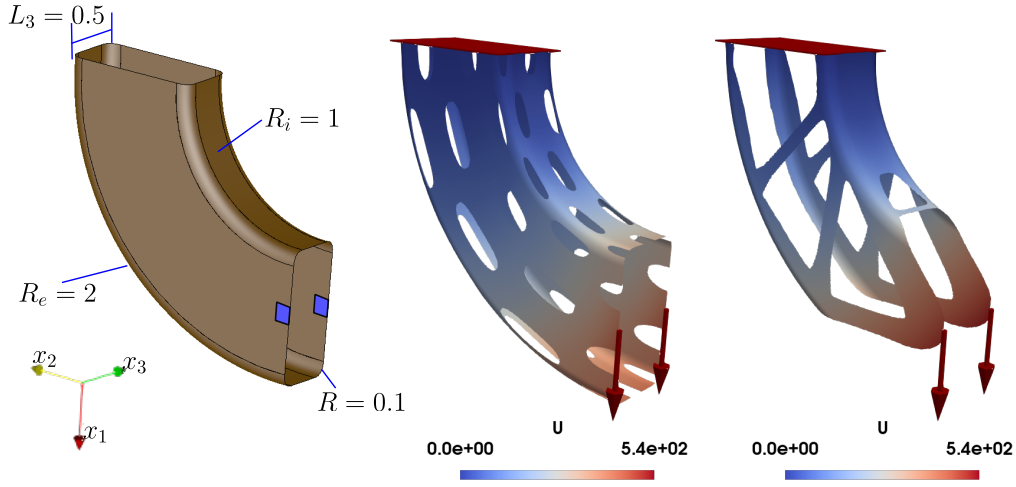 L_3 = 0.5
R_i = 1
R_e = 2
x_2
x_3
x_1
R = 0.1
U
0.0e+00 5.4e+02
U
0.0e+00 5.4e+02